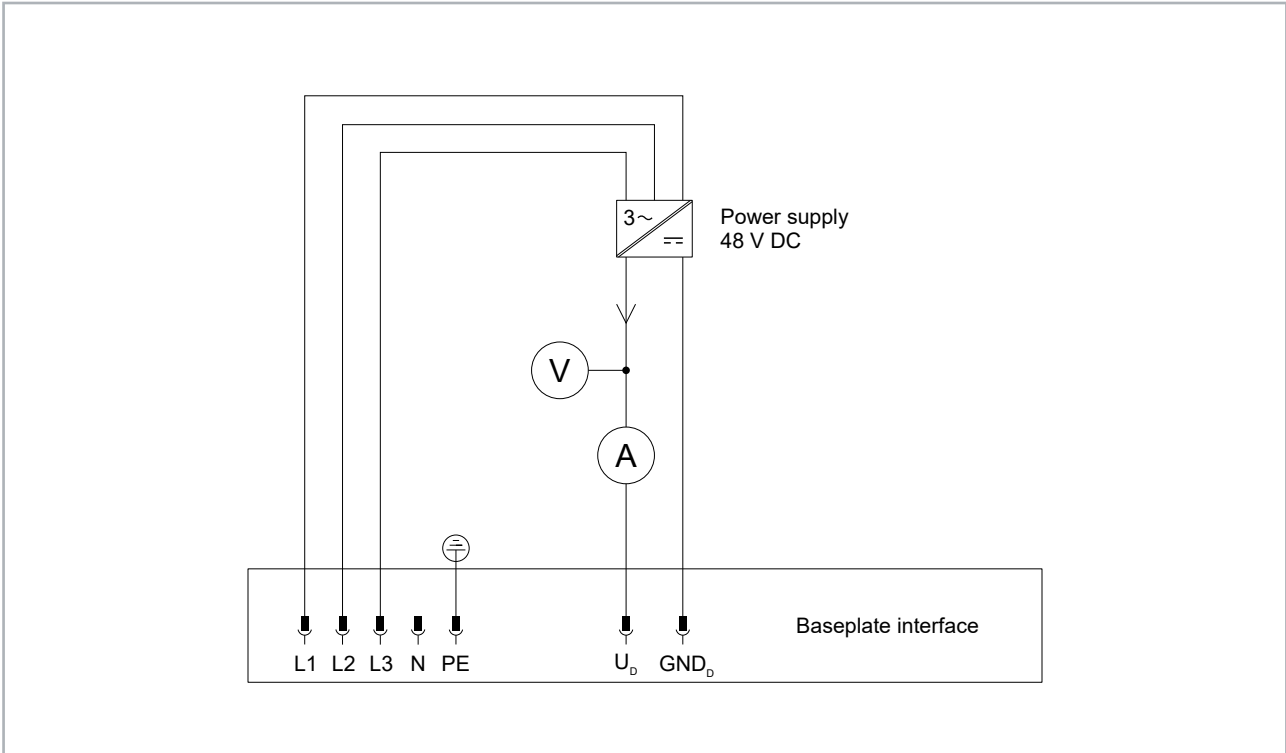 3~
Power supply
48 V DC
V
A
Baseplate interface
L1 L2 L3 N PE U_D GND_D